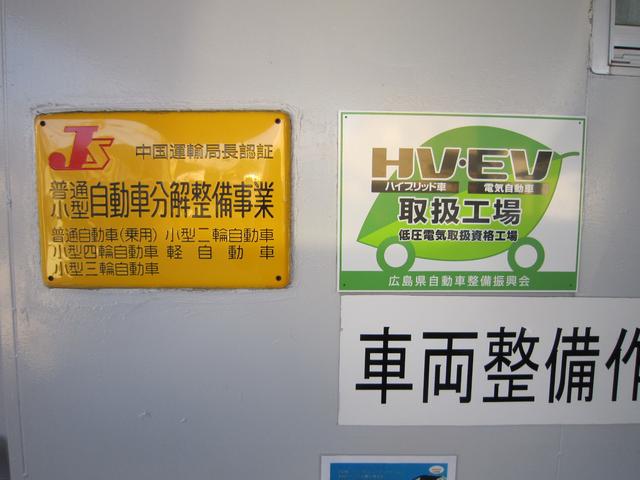 JS 中国運輸局長認証
普通
小型 自動車分解整備事業
普通自動車(乗用) 小型二輪自動車
小型四輪自動車 軽自動車
小型三輪自動車
HV・EV
ハイブリッド車 電気自動車
取扱工場
低圧電気取扱資格工場
広島県自動車整備振興会
車両整備作